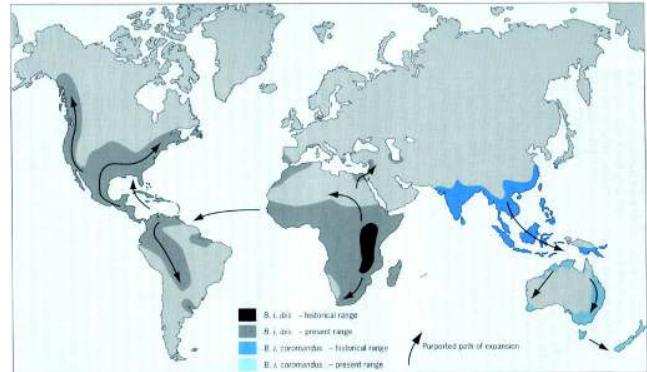 B. i. ibis – historical range
B. i. ibis – present range
B. i. coromandus – historical range
B. i. coromandus – present range
Purported path of expansion